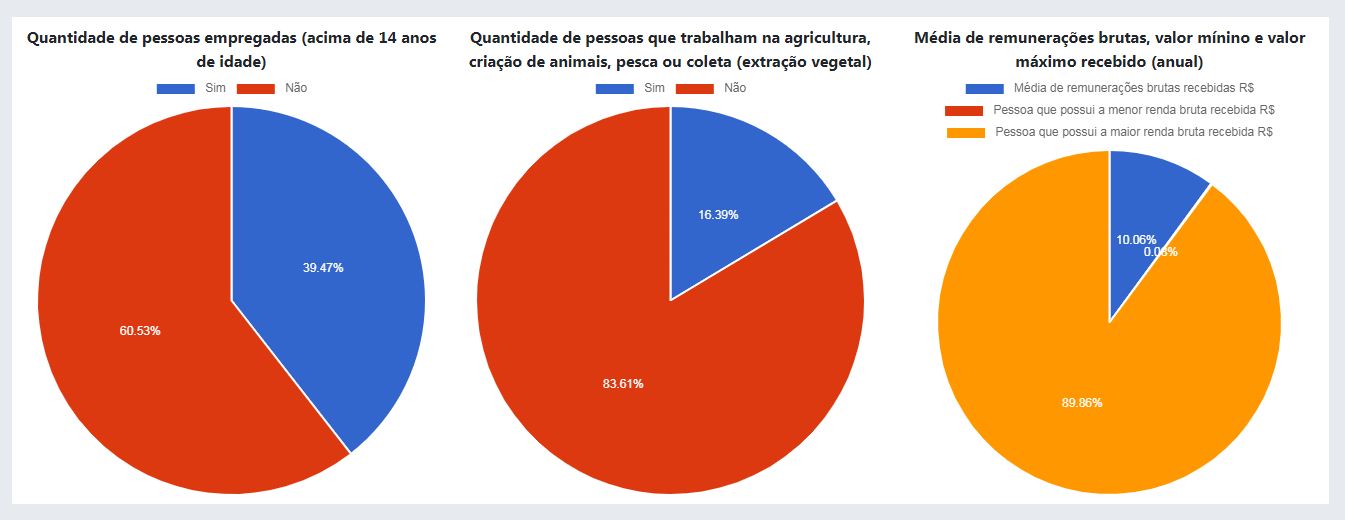 Quantidade de pessoas empregadas (acima de 14 anos
de idade)
Sim
Não
39.47%
60.53%
Quantidade de pessoas que trabalham na agricultura,
criação de animais, pesca ou coleta (extração vegetal)
Sim
Não
16.39%
83.61%
Média de remunerações brutas, valor mínino e valor
máximo recebido (anual)
Média de remunerações brutas recebidas R$
Pessoa que possui a menor renda bruta recebida R$
Pessoa que possui a maior renda bruta recebida R$
10.06%
0.08%
89.86%